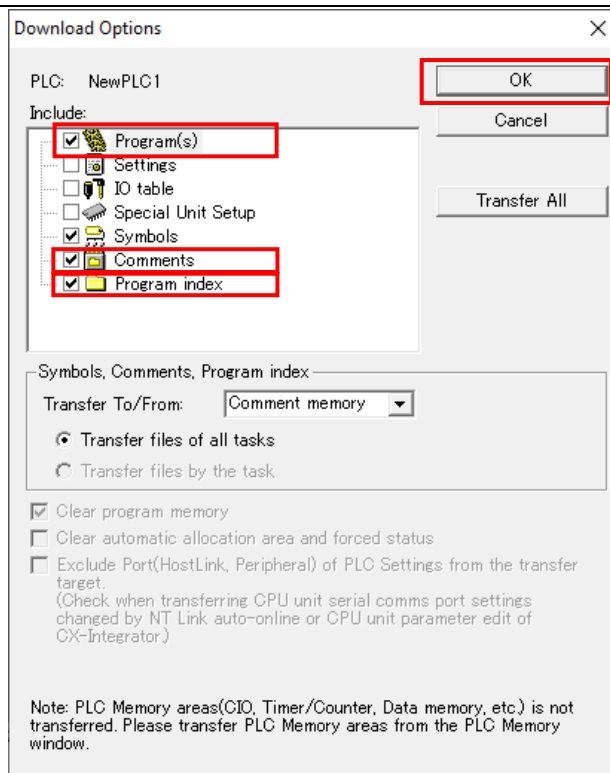 Download Options
PLC: NewPLC1
OK
Include:
Cancel
Program(s)
Settings
IO table
Transfer All
Special Unit Setup
Symbols
Comments
Program index
Symbols, Comments, Program index
Transfer To/From: Comment memory
Transfer files of all tasks
Transfer files by the task
Clear program memory
Clear automatic allocation area and forced status
Exclude Port(HostLink, Peripheral) of PLC Settings from the transfer
target.
(Check when transferring CPU unit serial comms port settings
changed by NT Link auto-online or CPU unit parameter edit of
CX-Integrator.)
Note: PLC Memory areas(CIO, Timer/Counter, Data memory, etc.) is not
transferred. Please transfer PLC Memory areas from the PLC Memory
window.